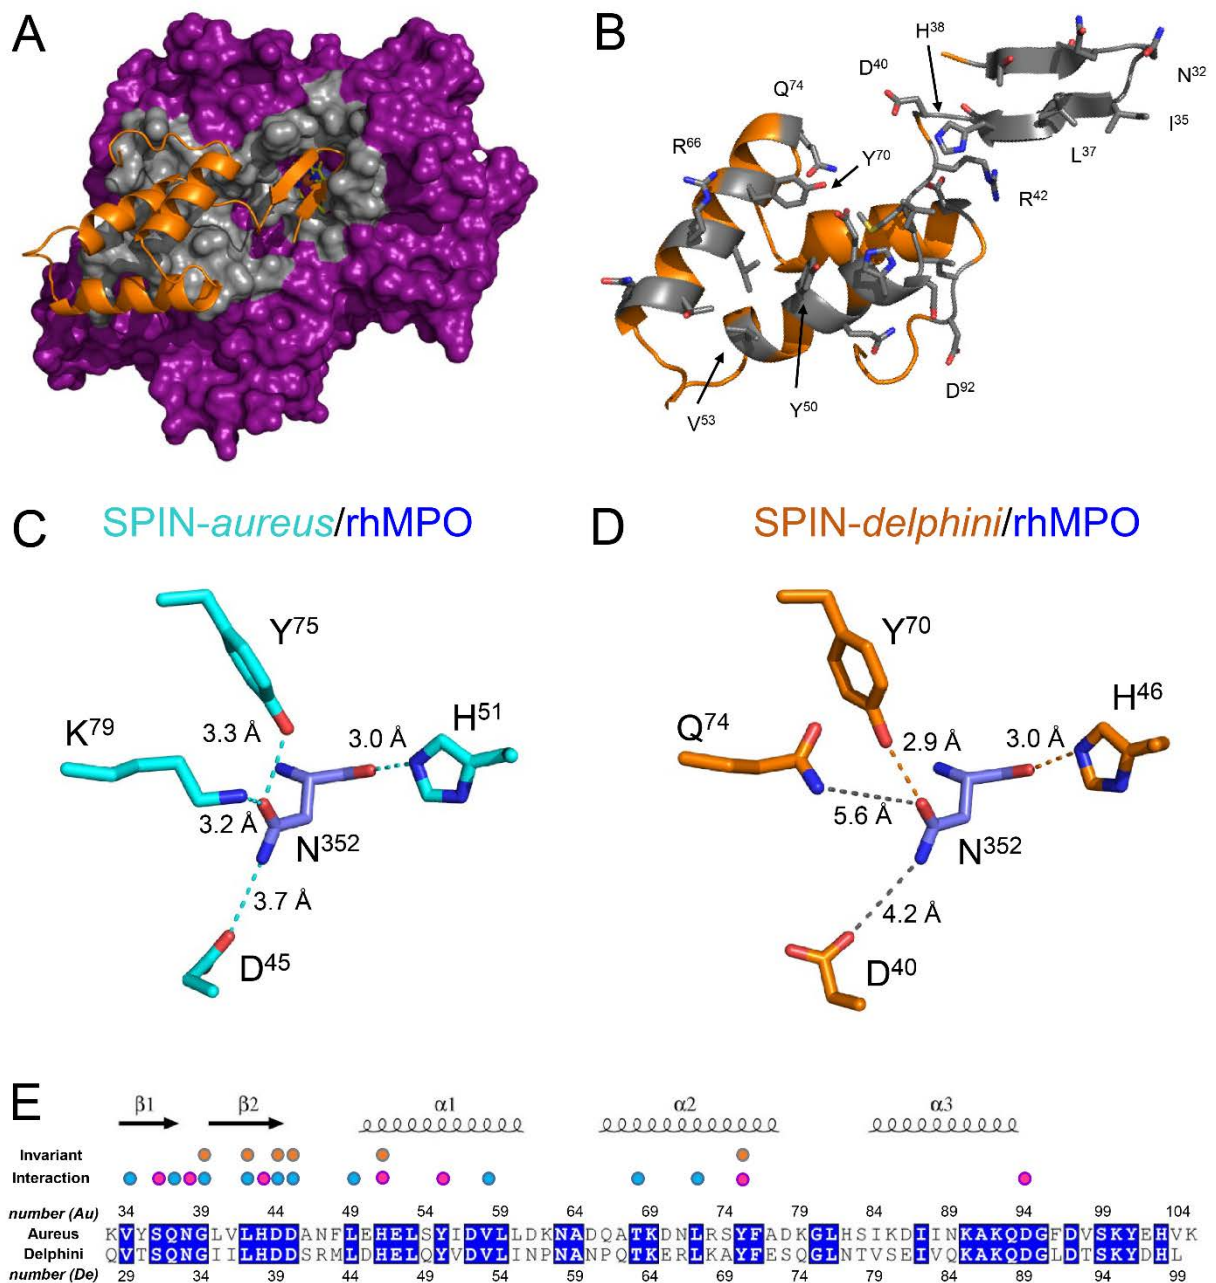 A
B
H38
D40
N32
Q74
I35
R66
Y70
L37
R42
D92
V53
Y50
C SPIN-aureus/rhMPO
D SPIN-delphini/rhMPO
Y75
Y70
K79
H51
Q74
H46
3.3 Å
3.0 Å
2.9 Å
3.0 Å
3.2 Å
5.6 Å
N352
N352
3.7 Å
4.2 Å
D45
D40
E
β1 β2 α1 α2 α3
Invariant
Interaction
number (Au) 34 39 44 49 54 59 64 69 74 79 84 89 94 99 104
Aureus KVYSQNGLVLHDDANFLEHELSYIDVLLDKNADQATKDNLRSYFADKGLHSIKDIINKAKQDGFDVSKYEHVK
Delphini QVTSQNGIILHDDSRMLDHELQYVDVLINPNANPQTKERLKAYFESQGLNTVSEIVQKAKQDGLDTSKYDHL
number (De) 29 34 39 44 49 54 59 64 69 74 79 84 89 94 99